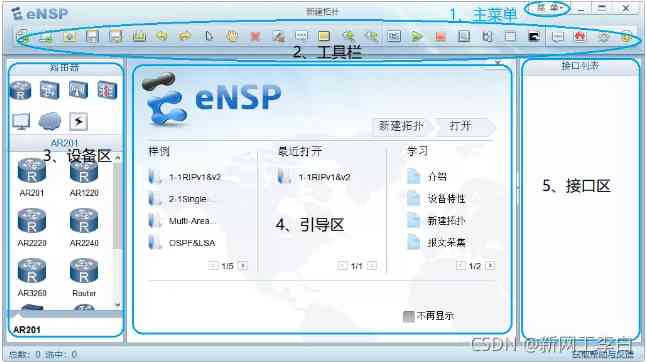 eNSP
新建拓扑
1、主菜单
菜 单
2、工具栏
路由器
AR201
3、设备区
AR201
AR1220
AR2220
AR2240
AR3260
Router
AR201
eNSP
新建拓扑
打开
样例
1-1RIPv1&v2
2-1Single-...
Multi-Area...
OSPF&LSA
1/5
最近打开
1-1RIPv1&v2
1/1
学习
介绍
设备特性
新建拓扑
报文采集
1/2
4、引导区
不再显示
接口列表
5、接口区
总数：0 选中：0
获取帮助与反馈
CSDN @新网工李白